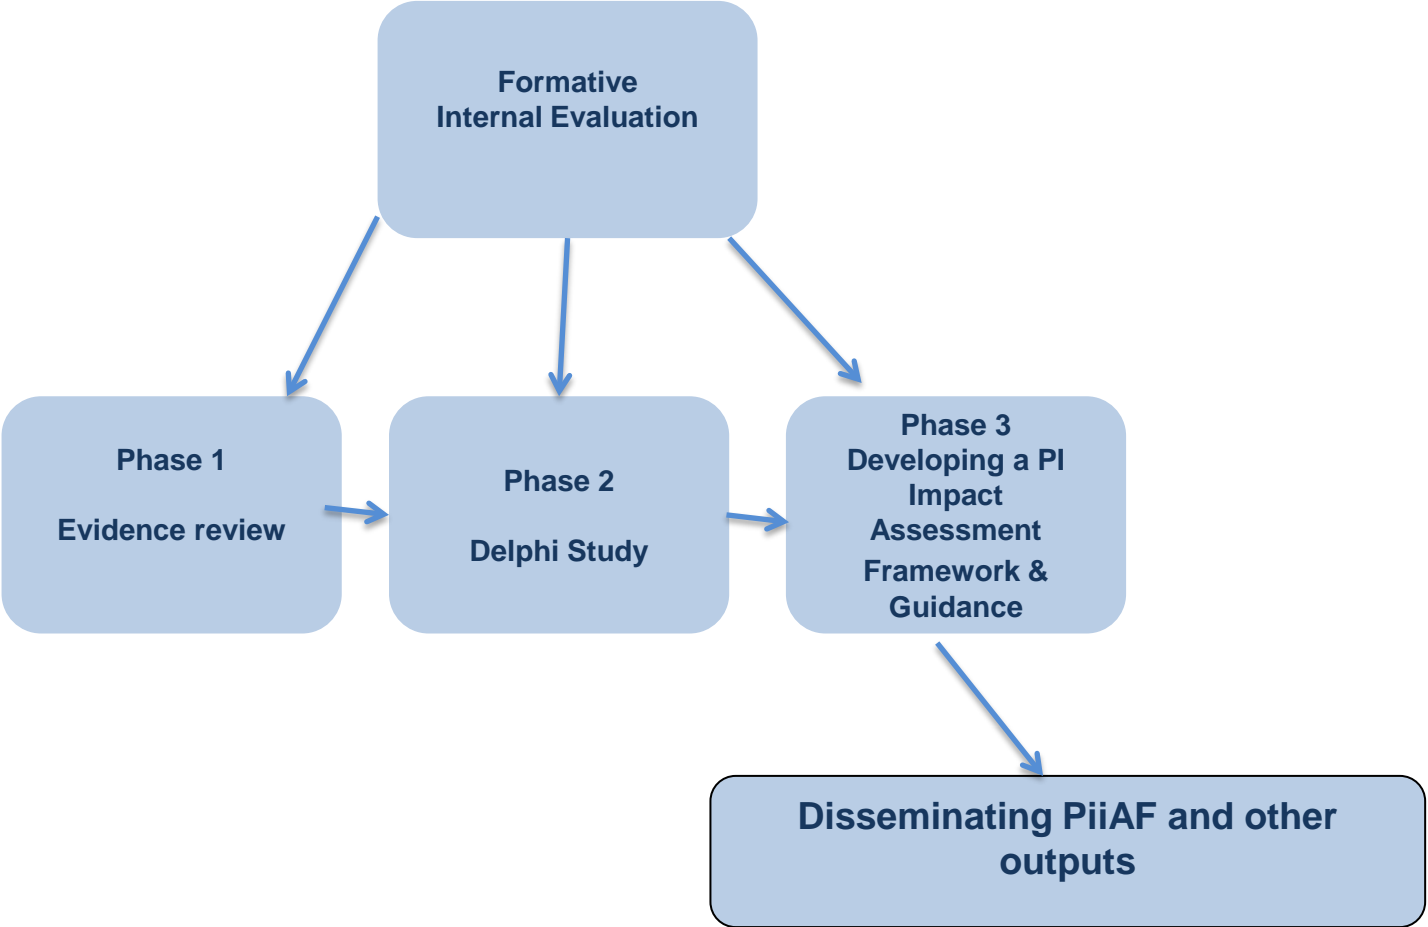 Formative
Internal Evaluation
Phase 1
Evidence review
Phase 2
Delphi Study
Phase 3
Developing a PI
Impact
Assessment
Framework &
Guidance
Disseminating PiiAF and other
outputs